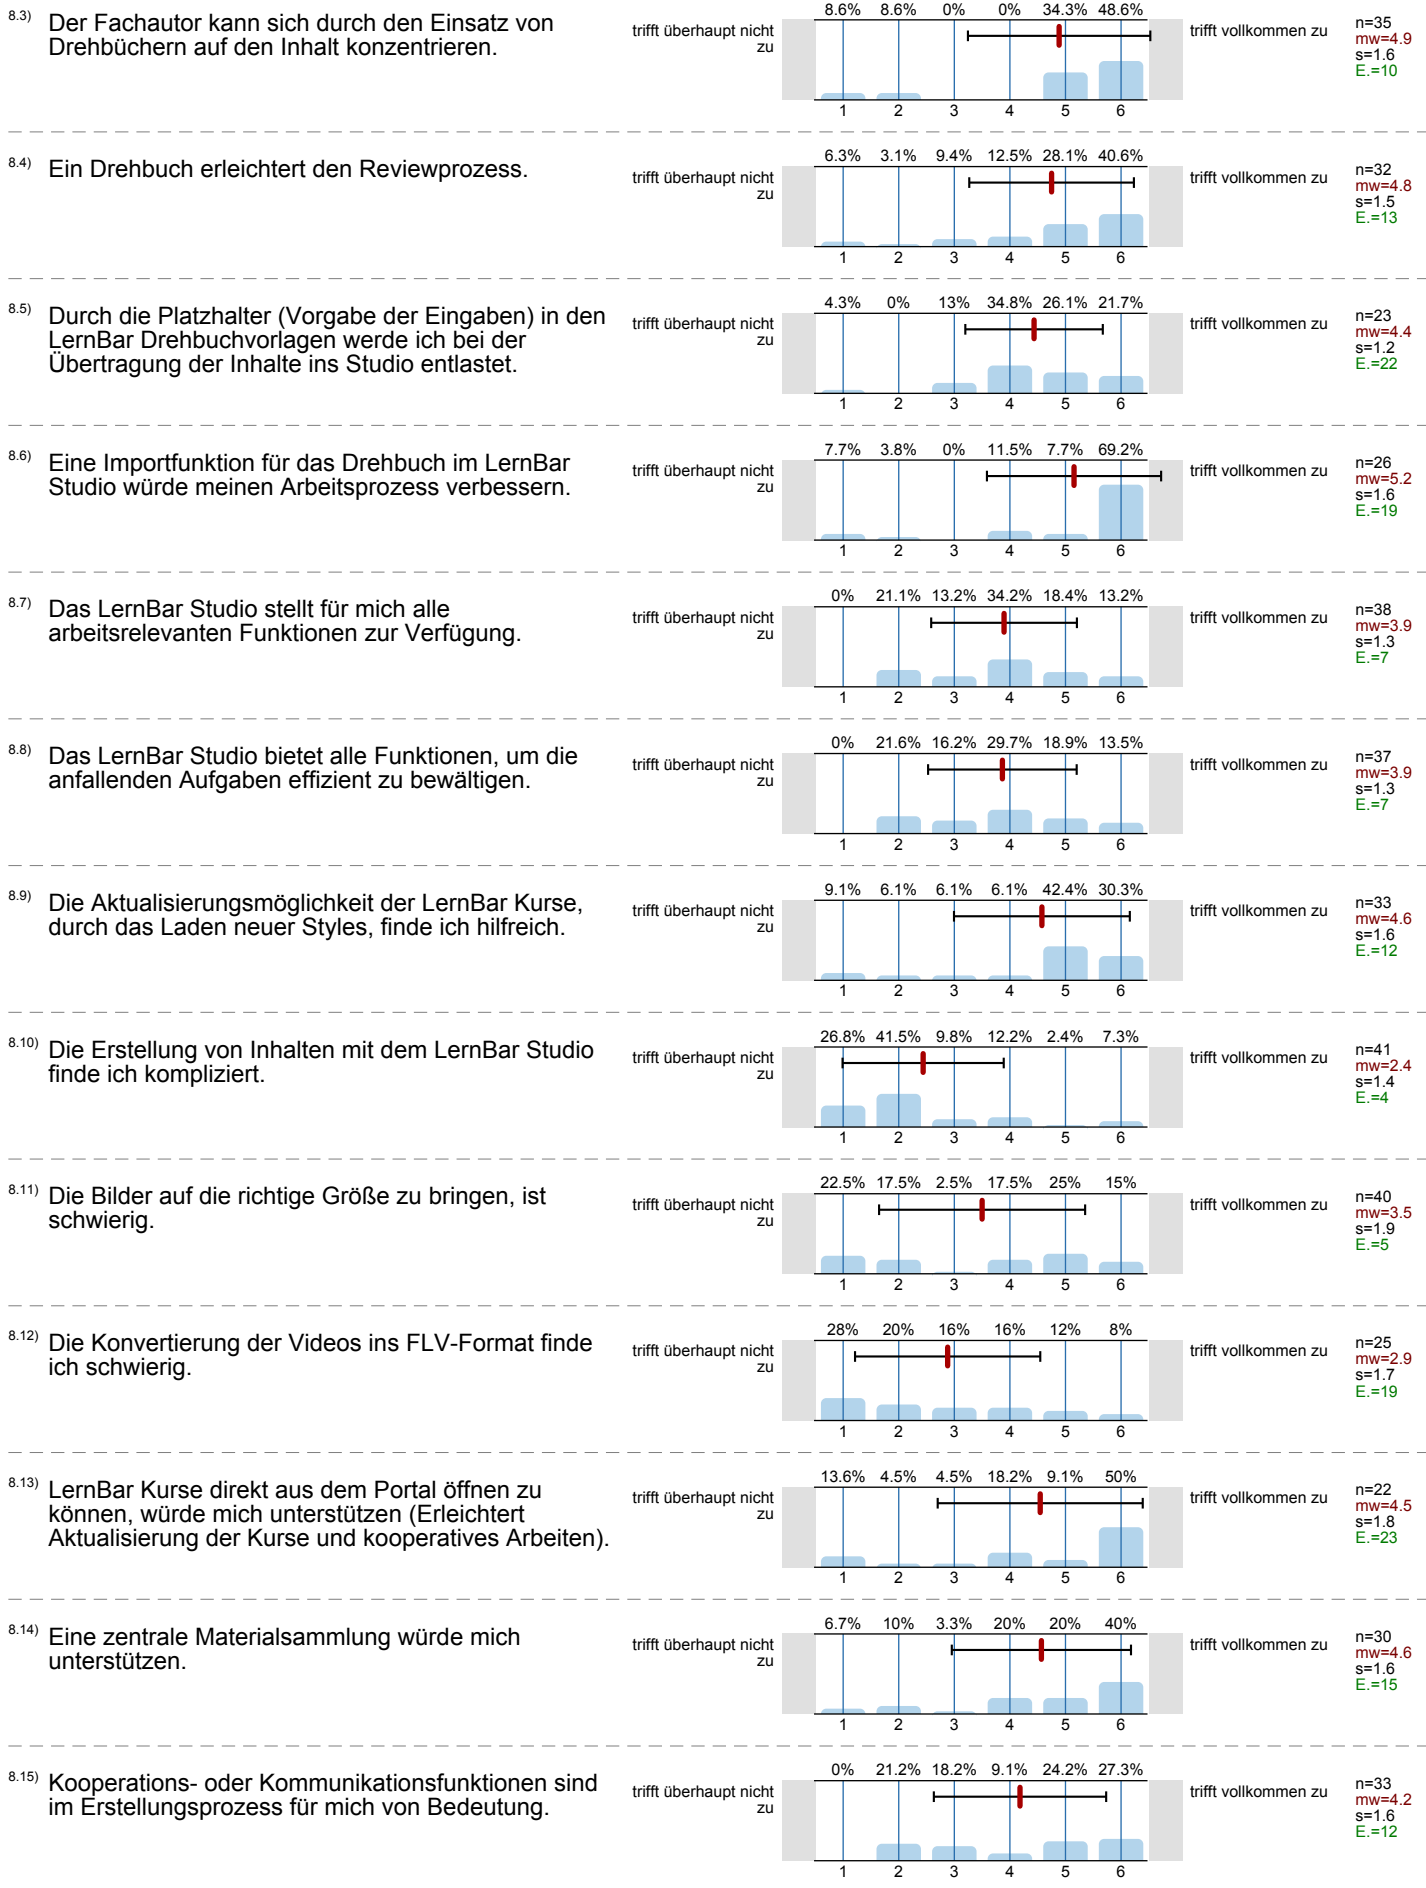 8.3) Der Fachautor kann sich durch den Einsatz von
Drehbüchern auf den Inhalt konzentrieren.
trifft überhaupt nicht
zu
8.6% 8.6% 0% 0% 34.3% 48.6%
1 2 3 4 5 6
trifft vollkommen zu
n=35
mw=4.9
s=1.6
E.=10
8.4) Ein Drehbuch erleichtert den Reviewprozess.
trifft überhaupt nicht
zu
6.3% 3.1% 9.4% 12.5% 28.1% 40.6%
1 2 3 4 5 6
trifft vollkommen zu
n=32
mw=4.8
s=1.5
E.=13
8.5) Durch die Platzhalter (Vorgabe der Eingaben) in den
LernBar Drehbuchvorlagen werde ich bei der
Übertragung der Inhalte ins Studio entlastet.
trifft überhaupt nicht
zu
4.3% 0% 13% 34.8% 26.1% 21.7%
1 2 3 4 5 6
trifft vollkommen zu
n=23
mw=4.4
s=1.2
E.=22
8.6) Eine Importfunktion für das Drehbuch im LernBar
Studio würde meinen Arbeitsprozess verbessern.
trifft überhaupt nicht
zu
7.7% 3.8% 0% 11.5% 7.7% 69.2%
1 2 3 4 5 6
trifft vollkommen zu
n=26
mw=5.2
s=1.6
E.=19
8.7) Das LernBar Studio stellt für mich alle
arbeitsrelevanten Funktionen zur Verfügung.
trifft überhaupt nicht
zu
0% 21.1% 13.2% 34.2% 18.4% 13.2%
1 2 3 4 5 6
trifft vollkommen zu
n=38
mw=3.9
s=1.3
E.=7
8.8) Das LernBar Studio bietet alle Funktionen, um die
anfallenden Aufgaben effizient zu bewältigen.
trifft überhaupt nicht
zu
0% 21.6% 16.2% 29.7% 18.9% 13.5%
1 2 3 4 5 6
trifft vollkommen zu
n=37
mw=3.9
s=1.3
E.=7
8.9) Die Aktualisierungsmöglichkeit der LernBar Kurse,
durch das Laden neuer Styles, finde ich hilfreich.
trifft überhaupt nicht
zu
9.1% 6.1% 6.1% 6.1% 42.4% 30.3%
1 2 3 4 5 6
trifft vollkommen zu
n=33
mw=4.6
s=1.6
E.=12
8.10) Die Erstellung von Inhalten mit dem LernBar Studio
finde ich kompliziert.
trifft überhaupt nicht
zu
26.8% 41.5% 9.8% 12.2% 2.4% 7.3%
1 2 3 4 5 6
trifft vollkommen zu
n=41
mw=2.4
s=1.4
E.=4
8.11) Die Bilder auf die richtige Größe zu bringen, ist
schwierig.
trifft überhaupt nicht
zu
22.5% 17.5% 2.5% 17.5% 25% 15%
1 2 3 4 5 6
trifft vollkommen zu
n=40
mw=3.5
s=1.9
E.=5
8.12) Die Konvertierung der Videos ins FLV-Format finde
ich schwierig.
trifft überhaupt nicht
zu
28% 20% 16% 16% 12% 8%
1 2 3 4 5 6
trifft vollkommen zu
n=25
mw=2.9
s=1.7
E.=19
8.13) LernBar Kurse direkt aus dem Portal öffnen zu
können, würde mich unterstützen (Erleichtert
Aktualisierung der Kurse und kooperatives Arbeiten).
trifft überhaupt nicht
zu
13.6% 4.5% 4.5% 18.2% 9.1% 50%
1 2 3 4 5 6
trifft vollkommen zu
n=22
mw=4.5
s=1.8
E.=23
8.14) Eine zentrale Materialsammlung würde mich
unterstützen.
trifft überhaupt nicht
zu
6.7% 10% 3.3% 20% 20% 40%
1 2 3 4 5 6
trifft vollkommen zu
n=30
mw=4.6
s=1.6
E.=15
8.15) Kooperations- oder Kommunikationsfunktionen sind
im Erstellungsprozess für mich von Bedeutung.
trifft überhaupt nicht
zu
0% 21.2% 18.2% 9.1% 24.2% 27.3%
1 2 3 4 5 6
trifft vollkommen zu
n=33
mw=4.2
s=1.6
E.=12